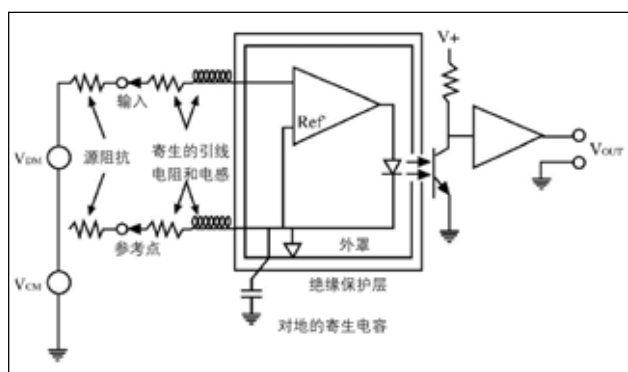 V+
输入
Ref
源阻抗
寄生的引线
电阻和电感
V_DM
V_OUT
参考点
外罩
V_CM
绝缘保护层
对地的寄生电容